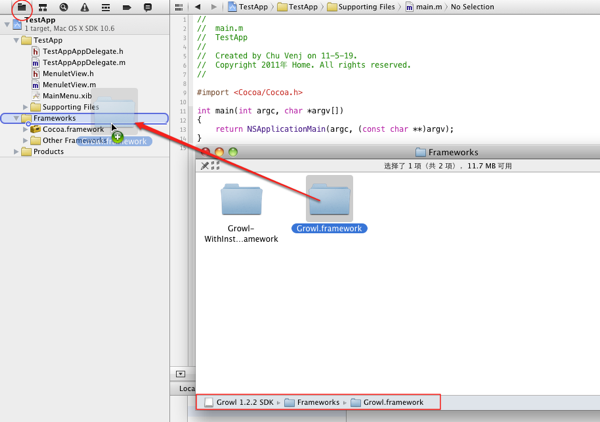 TestApp
1 target, Mac OS X SDK 10.6
TestApp
TestAppAppDelegate.h
TestAppAppDelegate.m
MenuletView.h
MenuletView.m
MainMenu.xib
Supporting Files
Frameworks
Cocoa.framework
Other Frameworks
Products
TestApp
TestApp
Supporting Files
main.m
No Selection
1 //
2 // main.m
3 // TestApp
4 //
5 // Created by Chu Venj on 11-5-19.
6 // Copyright 2011年 Home. All rights reserved.
7 //
8
9 #import <Cocoa/Cocoa.h>
10
11 int main(int argc, char *argv[])
12 {
13 return NSApplicationMain(argc, (const char **)argv);
14 }
Frameworks
选择了 1 项（共 2 项），11.7 MB 可用
Growl-
WithInst...amework
Growl.framework
Loca
Growl 1.2.2 SDK
Frameworks
Growl.framework